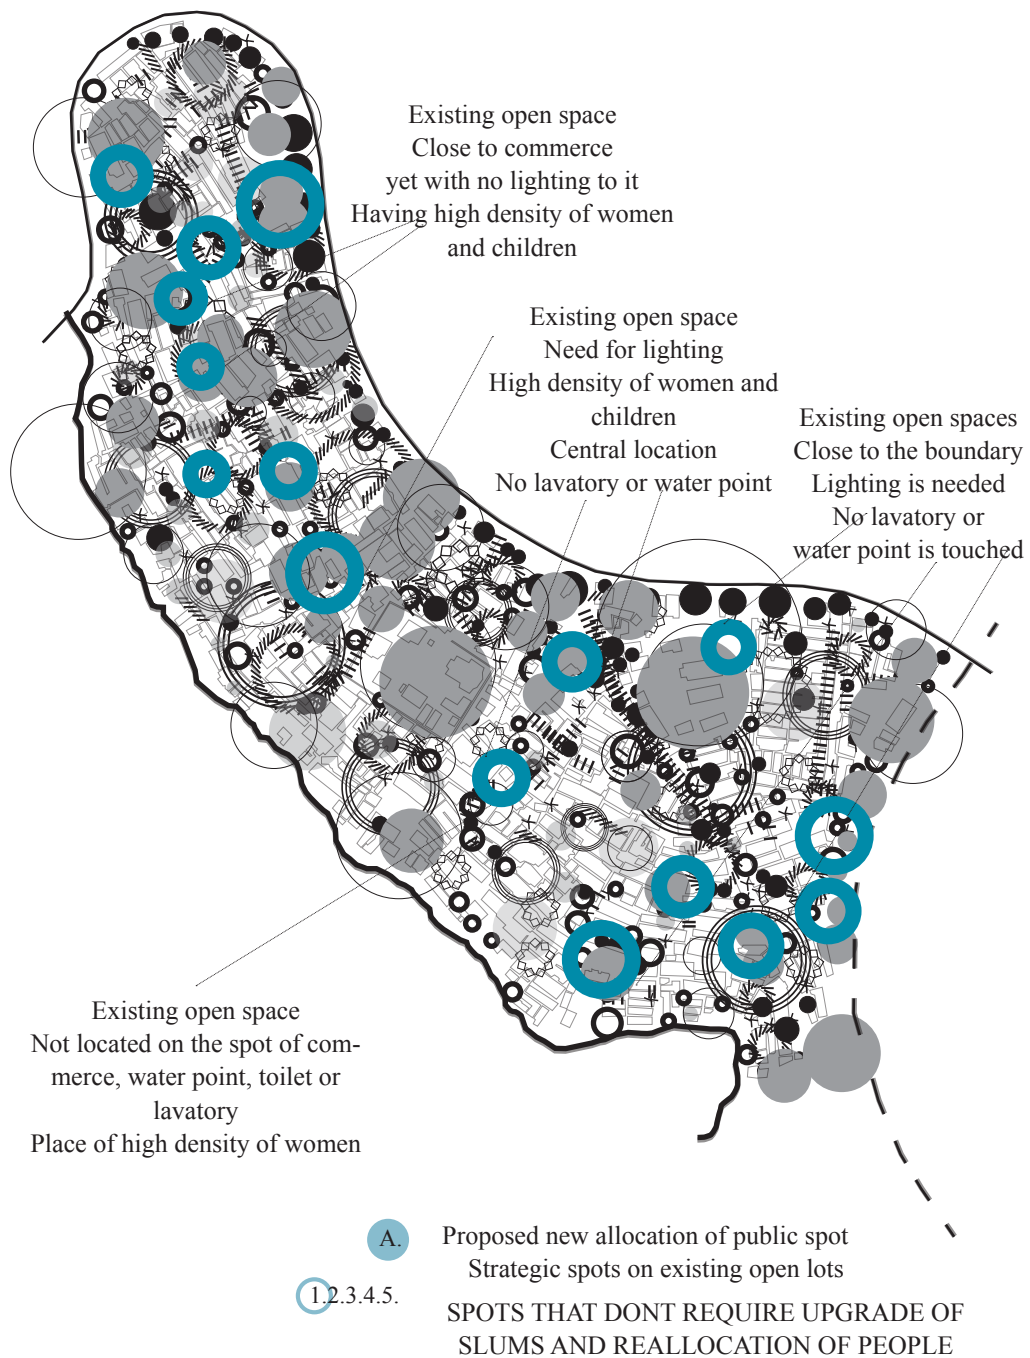 Existing open space
Close to commerce
yet with no lighting to it
Having high density of women
and children
Existing open space
Need for lighting
High density of women and
children
Central location
No lavatory or water point
Existing open spaces
Close to the boundary
Lighting is needed
No lavatory or
water point is touched
Existing open space
Not located on the spot of com-
merce, water point, toilet or
lavatory
Place of high density of women
A. Proposed new allocation of public spot
Strategic spots on existing open lots
1.2.3.4.5.
SPOTS THAT DONT REQUIRE UPGRADE OF
SLUMS AND REALLOCATION OF PEOPLE